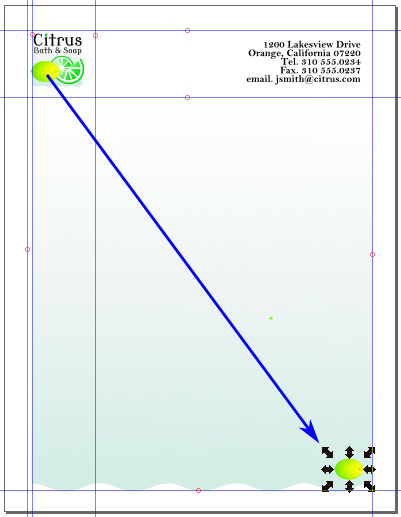 Citrus
Bath & Soap
1200 Lakesview Drive
Orange, California 07220
Tel. 310 555.0234
Fax. 310 555.0237
email. jsmith@citrus.com